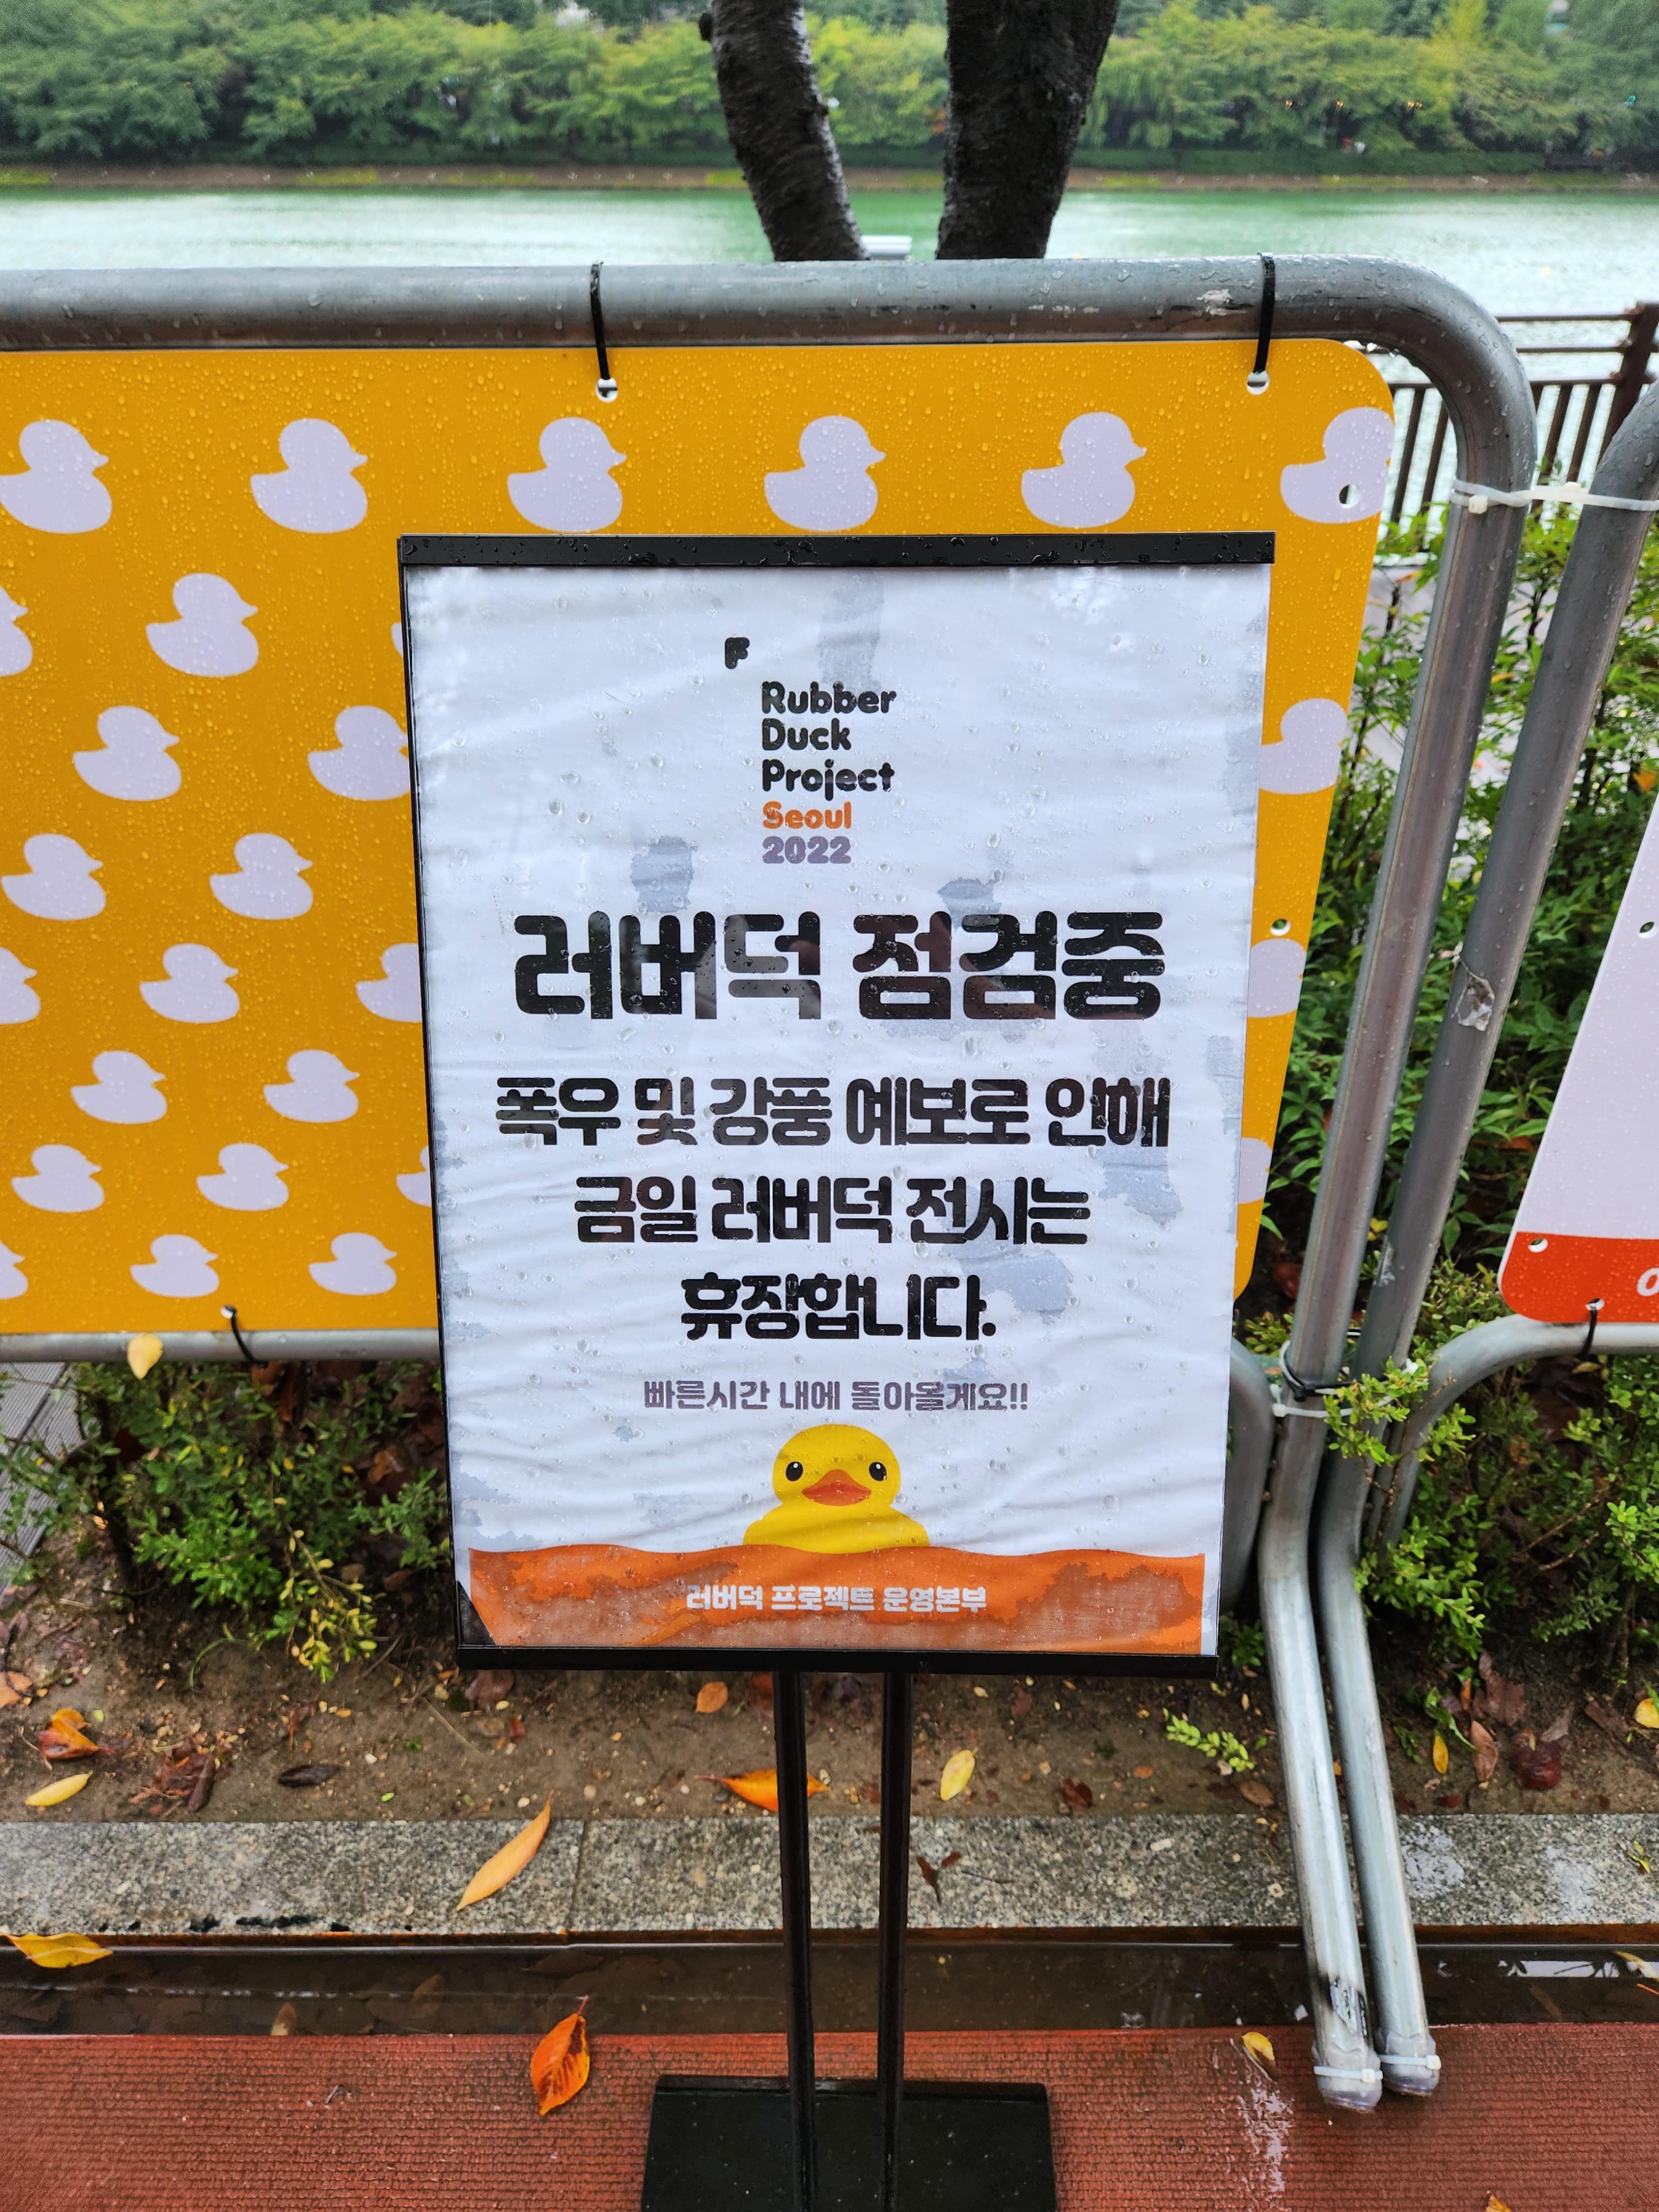 F
Rubber
Duck
Project
Seoul
2022
러버덕 점검중
폭우 및 강풍 예보로 인해
금일 러버덕 전시는
휴장합니다.
빠른시간 내에 돌아올게요!!
러버덕 프로젝트 운영본부